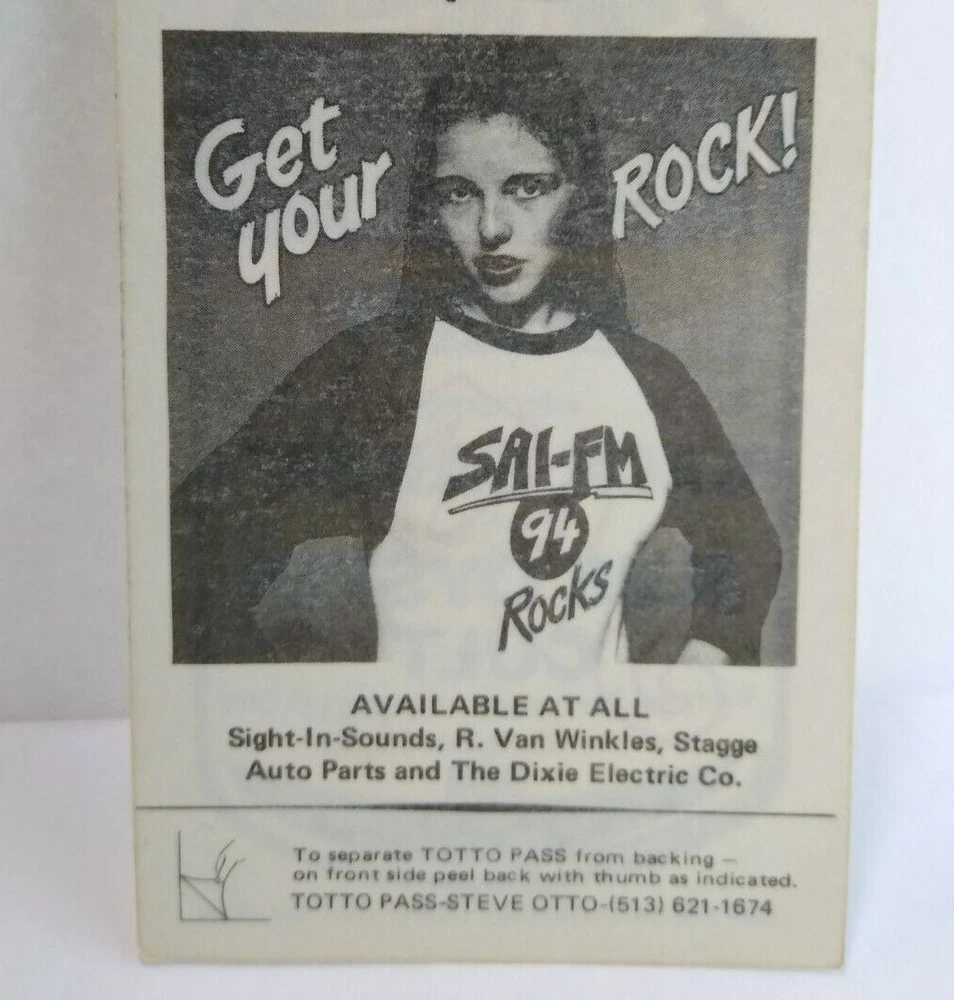 Get your ROCK!
SAI-FM
94
Rocks
AVAILABLE AT ALL
Sight-In-Sounds, R. Van Winkles, Stagge
Auto Parts and The Dixie Electric Co.
To separate TOTTO PASS from backing —
on front side peel back with thumb as indicated.
TOTTO PASS-STEVE OTTO-(513) 621-1674